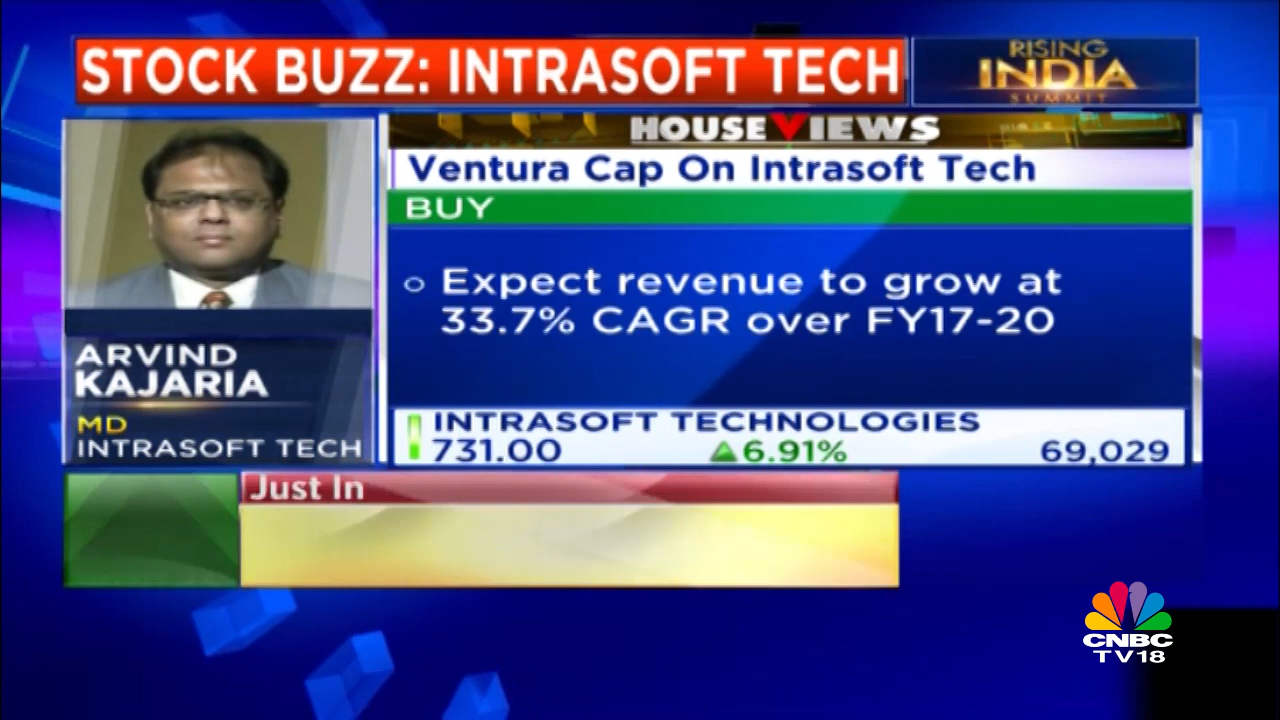 STOCK BUZZ: INTRASOFT TECH
RISING
INDIA
SUMMIT
HOUSE VIEWS
Ventura Cap On Intrasoft Tech
BUY
Expect revenue to grow at
33.7% CAGR over FY17-20
ARVIND
KAJARIA
MD
INTRASOFT TECH
INTRASOFT TECHNOLOGIES
731.00 6.91% 69,029
Just In
CNBC
TV18